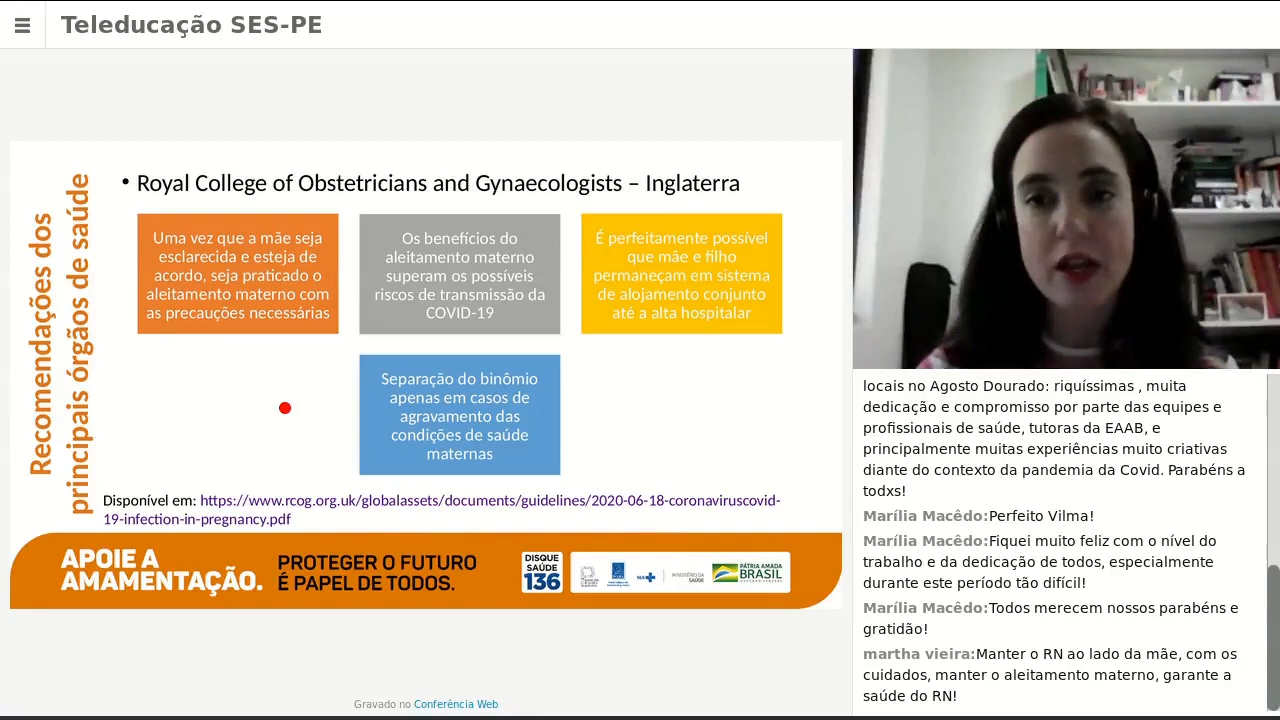 Teleducação SES-PE
Recomendações dos
principais órgãos de saúde
• Royal College of Obstetricians and Gynaecologists – Inglaterra
Uma vez que a mãe seja
esclarecida e esteja de
acordo, seja praticado o
aleitamento materno com
as precauções necessárias
Os benefícios do
aleitamento materno
superam os possíveis
riscos de transmissão da
COVID-19
É perfeitamente possível
que mãe e filho
permaneçam em sistema
de alojamento conjunto
até a alta hospitalar
Separação do binômio
apenas em casos de
agravamento das
condições de saúde
maternas
Disponível em: https://www.rcog.org.uk/globalassets/documents/guidelines/2020-06-18-coronaviruscovid-
19-infection-in-pregnancy.pdf
APOIE A
AMAMENTAÇÃO.
PROTEGER O FUTURO
É PAPEL DE TODOS.
DISQUE
SAÚDE
136
SUS
MINISTÉRIO DA
SAÚDE
PÁTRIA AMADA
BRASIL
Gravado no Conferência Web
locais no Agosto Dourado: riquíssimas , muita
dedicação e compromisso por parte das equipes e
profissionais de saúde, tutoras da EAAB, e
principalmente muitas experiências muito criativas
diante do contexto da pandemia da Covid. Parabéns a
todxs!
Marília Macêdo:Perfeito Vilma!
Marília Macêdo:Fiquei muito feliz com o nível do
trabalho e da dedicação de todos, especialmente
durante este período tão difícil!
Marília Macêdo:Todos merecem nossos parabéns e
gratidão!
martha vieira:Manter o RN ao lado da mãe, com os
cuidados, manter o aleitamento materno, garante a
saúde do RN!